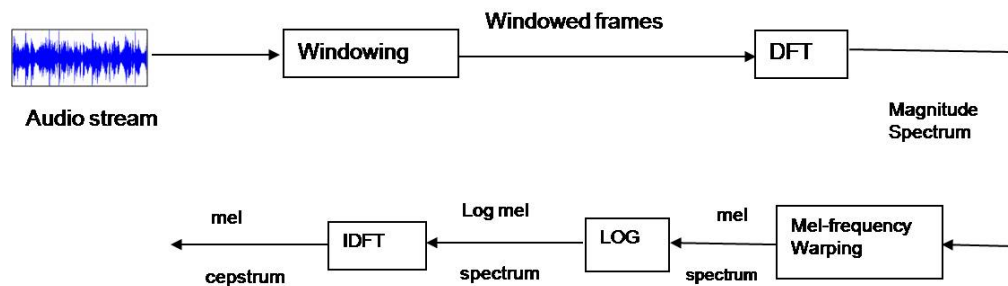 Windowed frames
Windowing
DFT
Audio stream
Magnitude
Spectrum
mel
cepstrum
IDFT
Log mel
spectrum
LOG
mel
spectrum
Mel-frequency
Warping